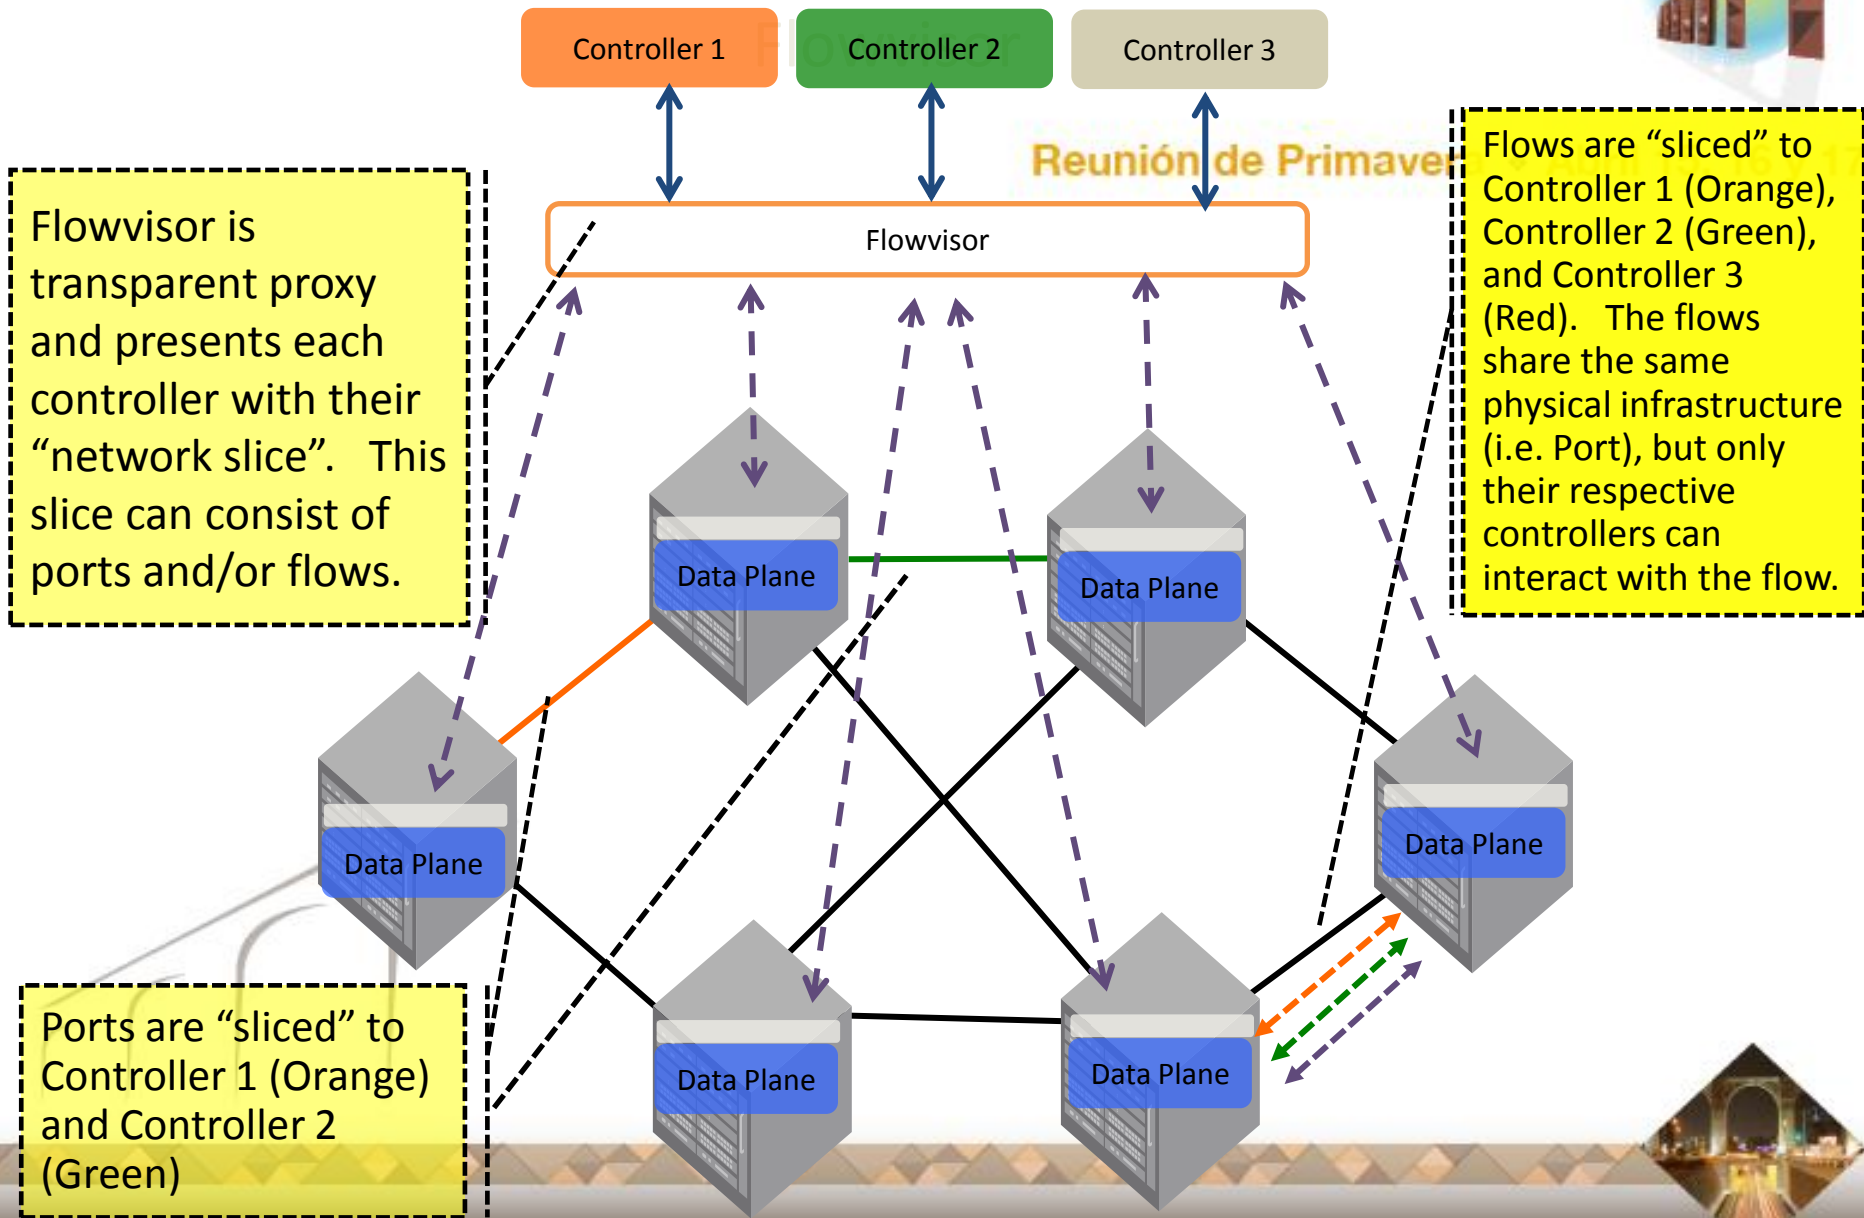 Flowvisor
Controller 1
Controller 2
Controller 3
Reunión de Primavera
Flowvisor
Flowvisor is
transparent proxy
and presents each
controller with their
“network slice”.   This
slice can consist of
ports and/or flows.
Flows are “sliced” to
Controller 1 (Orange),
Controller 2 (Green),
and Controller 3
(Red).   The flows
share the same
physical infrastructure
(i.e. Port), but only
their respective
controllers can
interact with the flow.
Data Plane
Data Plane
Data Plane
Data Plane
Data Plane
Data Plane
Ports are “sliced” to
Controller 1 (Orange)
and Controller 2
(Green)